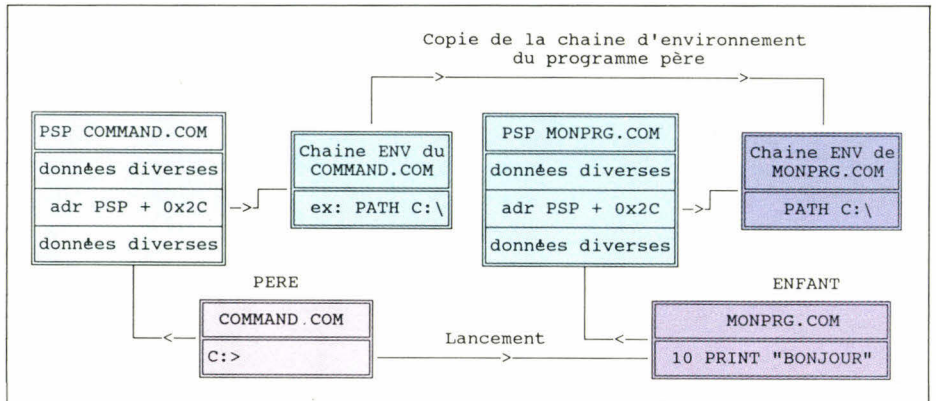 Copie de la chaine d'environnement
du programme père
PSP COMMAND.COM
données diverses
adr PSP + 0x2C
données diverses
Chaine ENV du
COMMAND.COM
ex: PATH C:\
PSP MONPRG.COM
données diverses
adr PSP + 0x2C
données diverses
Chaine ENV de
MONPRG.COM
PATH C:\
PERE
COMMAND.COM
C:>
Lancement
ENFANT
MONPRG.COM
10 PRINT "BONJOUR"